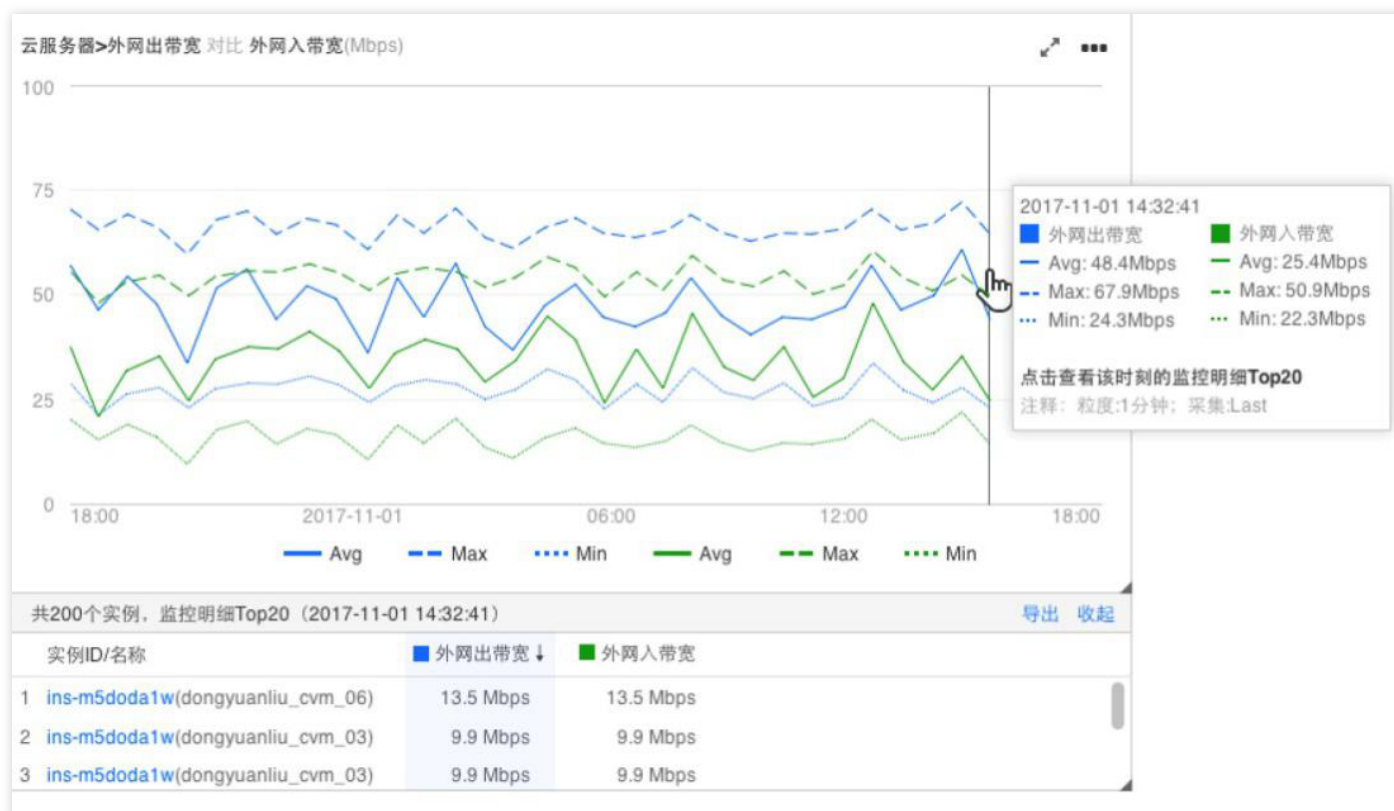 云服务器>外网出带宽 对比 外网入带宽(Mbps)
100
75
50
25
0
18:00 2017-11-01 06:00 12:00 18:00
2017-11-01 14:32:41
外网出带宽 外网入带宽
Avg: 48.4Mbps Avg: 25.4Mbps
Max: 67.9Mbps Max: 50.9Mbps
Min: 24.3Mbps Min: 22.3Mbps
点击查看该时刻的监控明细Top20
注释：粒度:1分钟；采集:Last
Avg Max Min Avg Max Min
共200个实例，监控明细Top20（2017-11-01 14:32:41） 导出 收起
实例ID/名称 外网出带宽↓ 外网入带宽
1 ins-m5doda1w(dongyuanliu_cvm_06) 13.5 Mbps 13.5 Mbps
2 ins-m5doda1w(dongyuanliu_cvm_03) 9.9 Mbps 9.9 Mbps
3 ins-m5doda1w(dongyuanliu_cvm_03) 9.9 Mbps 9.9 Mbps